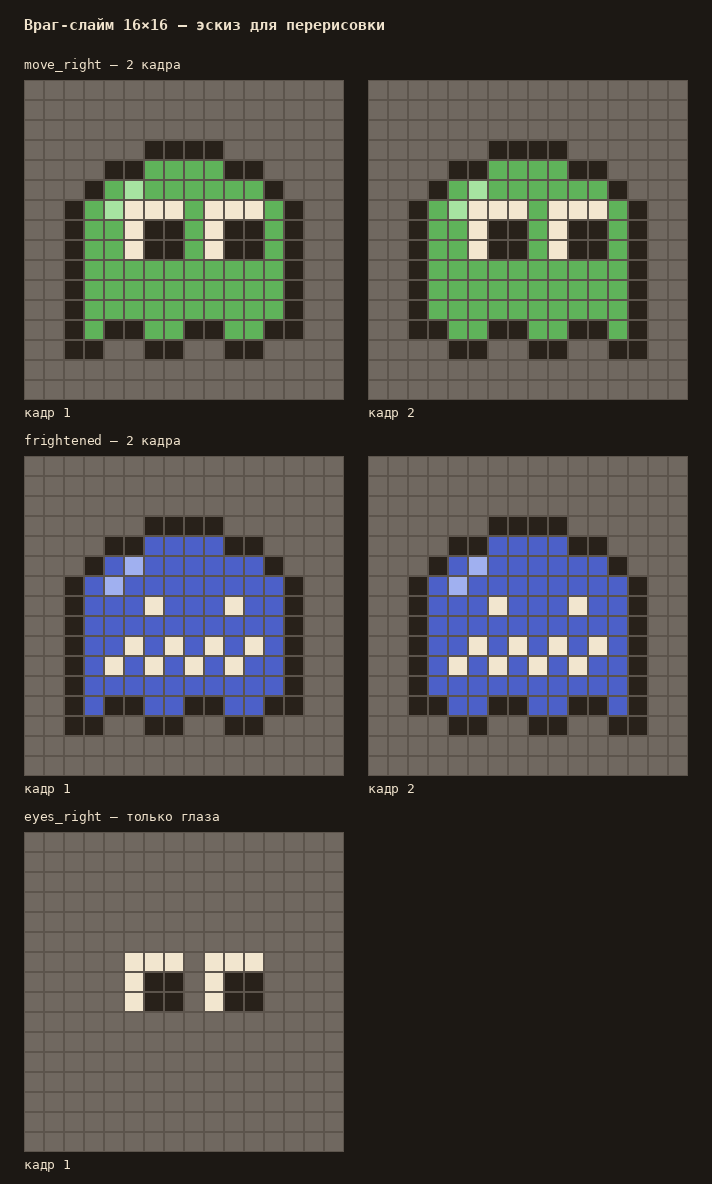 Враг-слайм 16×16 — эскиз для перерисовки
move_right — 2 кадра
кадр 1
кадр 2
frightened — 2 кадра
кадр 1
кадр 2
eyes_right — только глаза
кадр 1